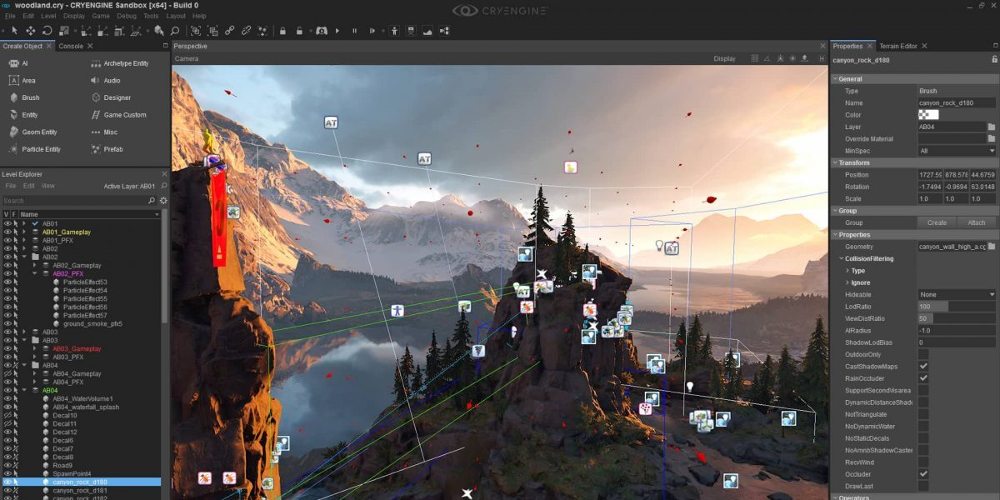 woodland.cry - CRYENGINE Sandbox [x64] - Build 0
CRYENGINE
File Edit Level Display Game Debug Tools Layout Help
Create Object
Console
AI
Archetype Entity
Area
Audio
Brush
Designer
Entity
Game Custom
Geom Entity
Misc
Particle Entity
Prefab
Level Explorer
File Edit View
Active Layer: AB01
Search
V F Name
AB01
AB01_Gameplay
AB01_PFX
AB02
AB02
AB02_Gameplay
AB02_PFX
ParticleEffect53
ParticleEffect54
ParticleEffect55
ParticleEffect56
ParticleEffect57
ground_smoke_pfx5
AB03
AB03
AB03_Gameplay
AB03_PFX
AB04
AB04_Gameplay
AB04_PFX
AB04
AB04_WaterVolume1
AB04_waterfall_splash
Decal10
Decal11
Decal12
Decal6
Decal7
Decal8
Road9
SpawnPoint4
canyon_rock_d180
canyon_rock_d181
canyon_rock_d182
Perspective
Camera
Display
AT
AT
AT
AT
Properties
Terrain Editor
canyon_rock_d180
General
Type Brush
Name canyon_rock_d180
Color
Layer AB04
Override Material
MinSpec All
Transform
Position 1727.59 878.578 44.6759
Rotation -1.7494 -0.9694 63.0148
Scale 1.0 1.0 1.0
Group
Group Create Attach
Properties
Geometry canyon_wall_high_a.cg
CollisionFiltering
Type
Ignore
Hideable None
LodRatio 100
ViewDistRatio 50
AIRadius -1.0
ShadowLodBias 0
OutdoorOnly
CastShadowMaps
RainOccluder
SupportSecondVisarea
DynamicDistanceShado
NotTriangulate
NoDynamicWater
NoStaticDecals
NoAmnbShadowCaster
RecvWind
Occluder
DrawLast
Operators